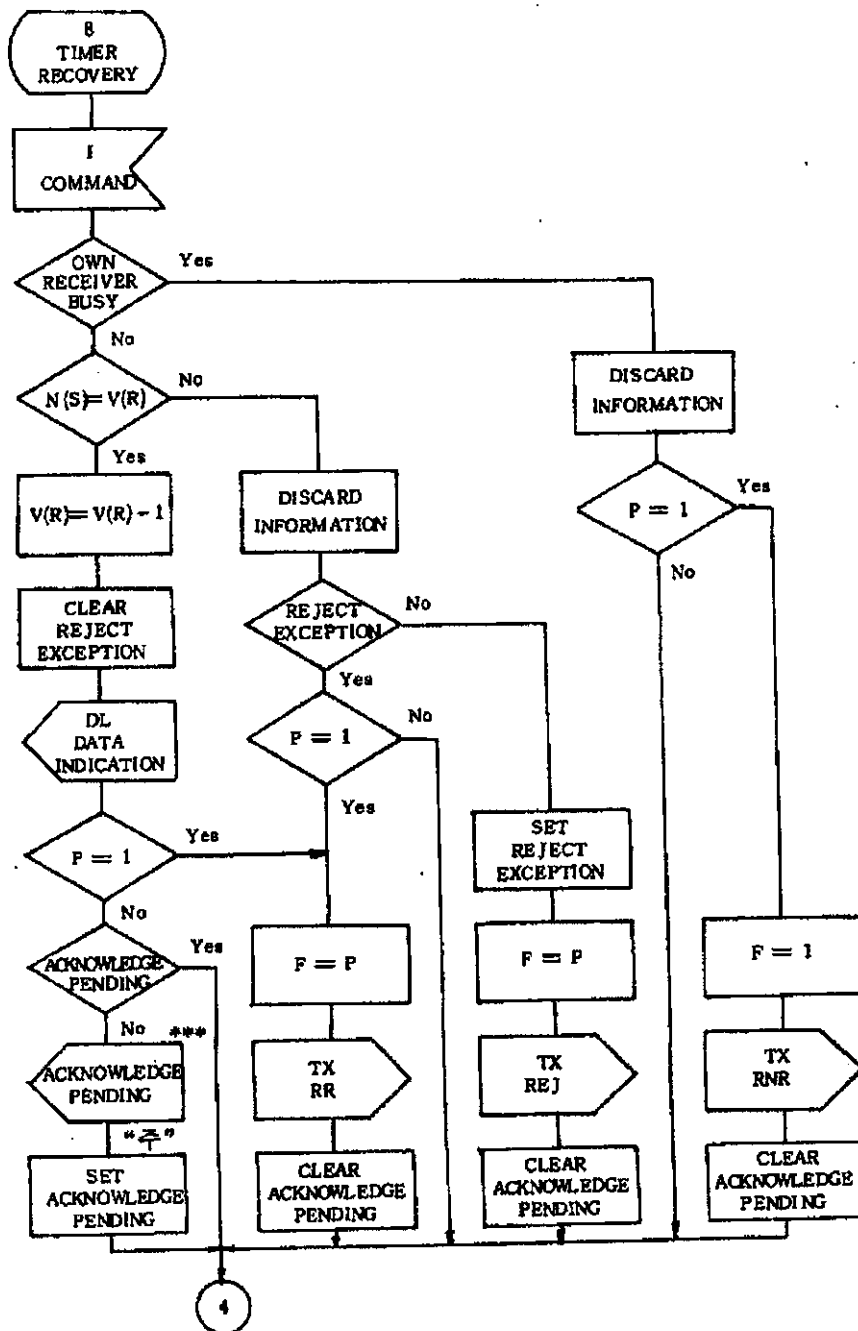 8
TIMER
RECOVERY
I
COMMAND
OWN
RECEIVER
BUSY
Yes
No
DISCARD
INFORMATION
N(S)=V(R)
No
Yes
V(R)=V(R)-1
DISCARD
INFORMATION
P = 1
Yes
No
CLEAR
REJECT
EXCEPTION
REJECT
EXCEPTION
No
Yes
DL
DATA
INDICATION
P = 1
No
Yes
P = 1
Yes
No
SET
REJECT
EXCEPTION
ACKNOWLEDGE
PENDING
Yes
No
***
F = P
F = P
F = 1
ACKNOWLEDGE
PENDING
TX
RR
TX
REJ
TX
RNR
"주"
SET
ACKNOWLEDGE
PENDING
CLEAR
ACKNOWLEDGE
PENDING
CLEAR
ACKNOWLEDGE
PENDING
CLEAR
ACKNOWLEDGE
PENDING
4